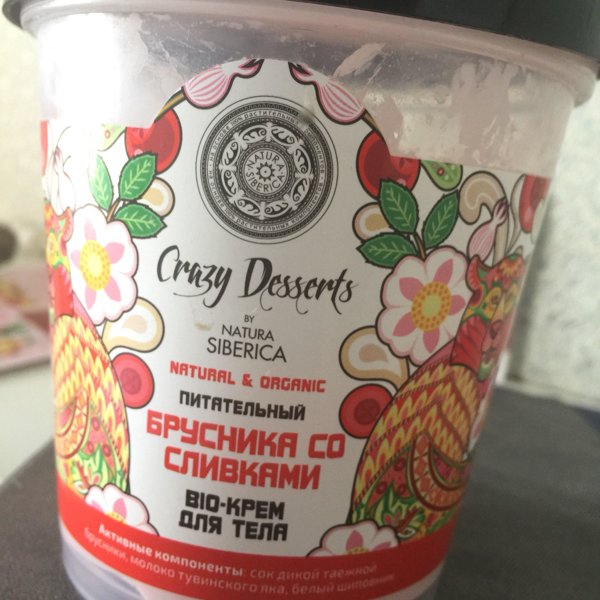 NATURA
SIBERICA
Crazy Desserts
BY
NATURA
SIBERICA
NATURAL & ORGANIC
ПИТАТЕЛЬНЫЙ
БРУСНИКА СО
СЛИВКАМИ
BIO-КРЕМ
ДЛЯ ТЕЛА
Активные компоненты: сок дикой таежной
брусники, молоко тувинского яка, белый шиповник